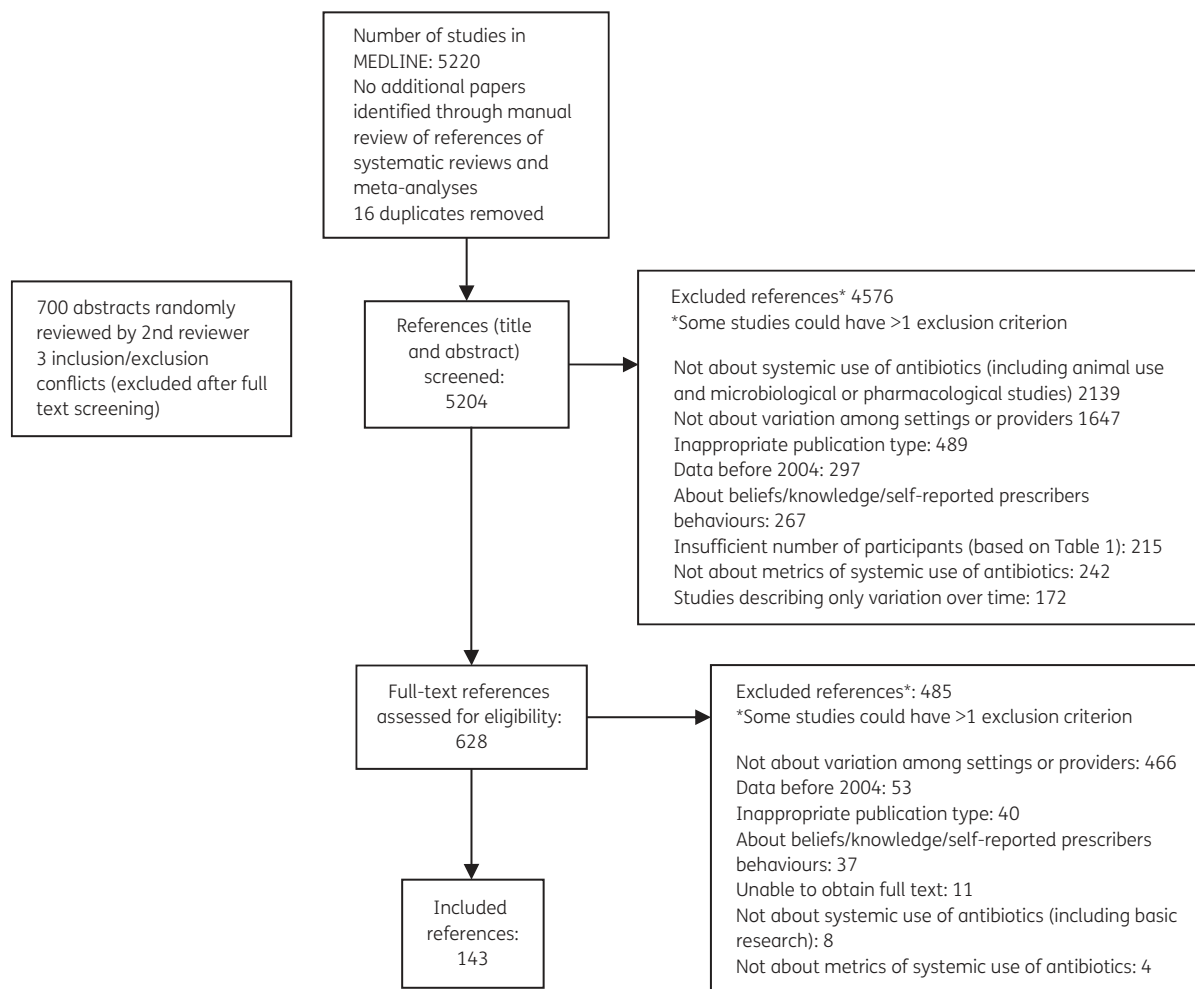 Number of studies in
MEDLINE: 5220
No additional papers
identified through manual
review of references of
systematic reviews and
meta-analyses
16 duplicates removed
700 abstracts randomly
reviewed by 2nd reviewer
3 inclusion/exclusion
conflicts (excluded after full
text screening)
References (title
and abstract)
screened:
5204
Excluded references* 4576
*Some studies could have >1 exclusion criterion
Not about systemic use of antibiotics (including animal use
and microbiological or pharmacological studies) 2139
Not about variation among settings or providers 1647
Inappropriate publication type: 489
Data before 2004: 297
About beliefs/knowledge/self-reported prescribers
behaviours: 267
Insufficient number of participants (based on Table 1): 215
Not about metrics of systemic use of antibiotics: 242
Studies describing only variation over time: 172
Full-text references
assessed for eligibility:
628
Excluded references*: 485
*Some studies could have >1 exclusion criterion
Not about variation among settings or providers: 466
Data before 2004: 53
Inappropriate publication type: 40
About beliefs/knowledge/self-reported prescribers
behaviours: 37
Unable to obtain full text: 11
Not about systemic use of antibiotics (including basic
research): 8
Not about metrics of systemic use of antibiotics: 4
Included
references:
143